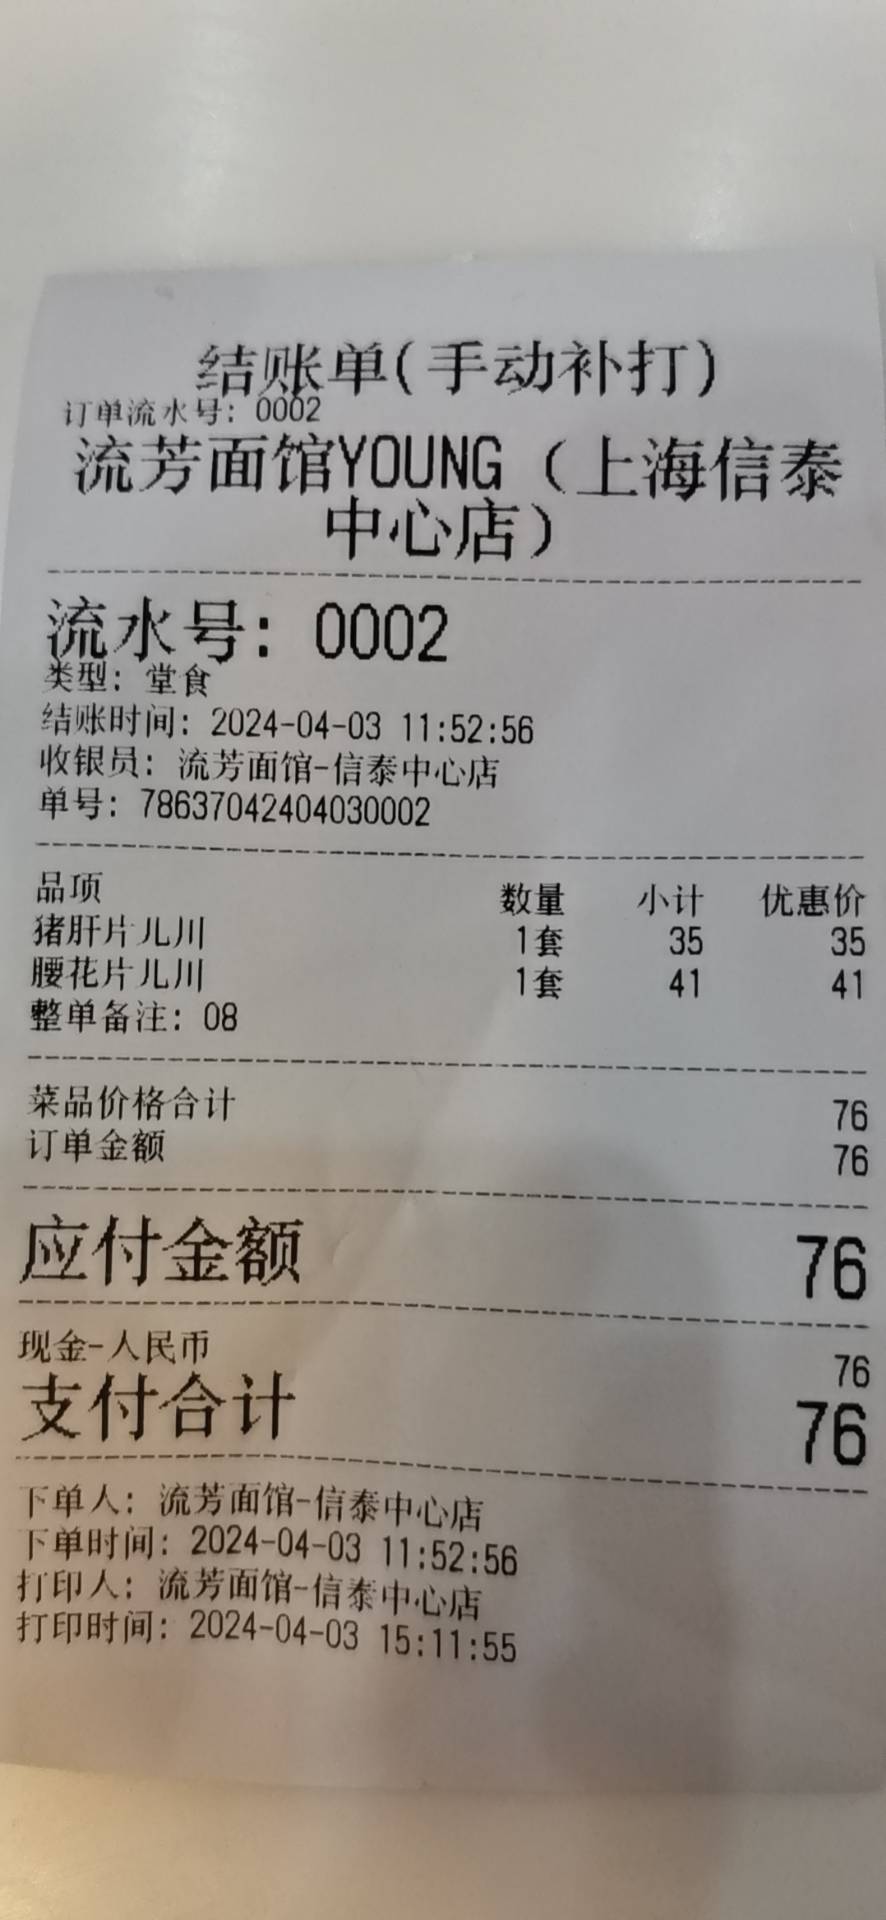 结账单(手动补打)
订单流水号: 0002
流芳面馆YOUNG（上海信泰
中心店）
流水号: 0002
类型: 堂食
结账时间: 2024-04-03 11:52:56
收银员: 流芳面馆-信泰中心店
单号: 78637042404030002
品项 数量 小计 优惠价
猪肝片儿川 1套 35 35
腰花片儿川 1套 41 41
整单备注: 08
菜品价格合计 76
订单金额 76
应付金额 76
现金-人民币 76
支付合计 76
下单人: 流芳面馆-信泰中心店
下单时间: 2024-04-03 11:52:56
打印人: 流芳面馆-信泰中心店
打印时间: 2024-04-03 15:11:55